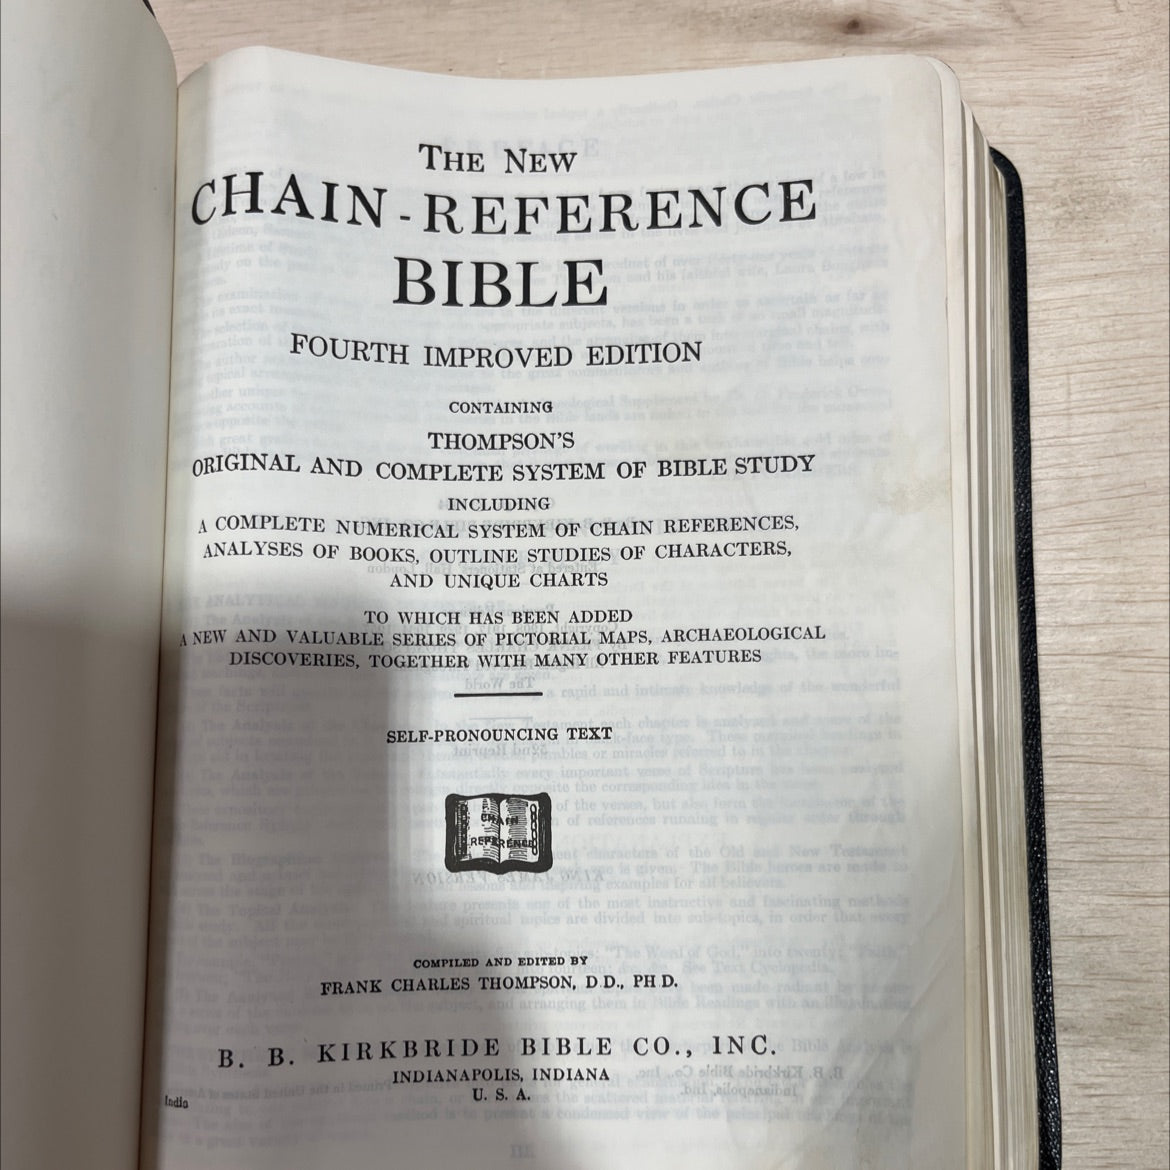 THE NEW
CHAIN-REFERENCE
BIBLE
FOURTH IMPROVED EDITION
CONTAINING
THOMPSON'S
ORIGINAL AND COMPLETE SYSTEM OF BIBLE STUDY
INCLUDING
A COMPLETE NUMERICAL SYSTEM OF CHAIN REFERENCES,
ANALYSES OF BOOKS, OUTLINE STUDIES OF CHARACTERS,
AND UNIQUE CHARTS
TO WHICH HAS BEEN ADDED
A NEW AND VALUABLE SERIES OF PICTORIAL MAPS, ARCHAEOLOGICAL
DISCOVERIES, TOGETHER WITH MANY OTHER FEATURES
SELF-PRONOUNCING TEXT
CHAIN
REFERENCE
COMPILED AND EDITED BY
FRANK CHARLES THOMPSON, D.D., PH D.
B. B. KIRKBRIDE BIBLE CO., INC.
INDIANAPOLIS, INDIANA
U. S. A.
India